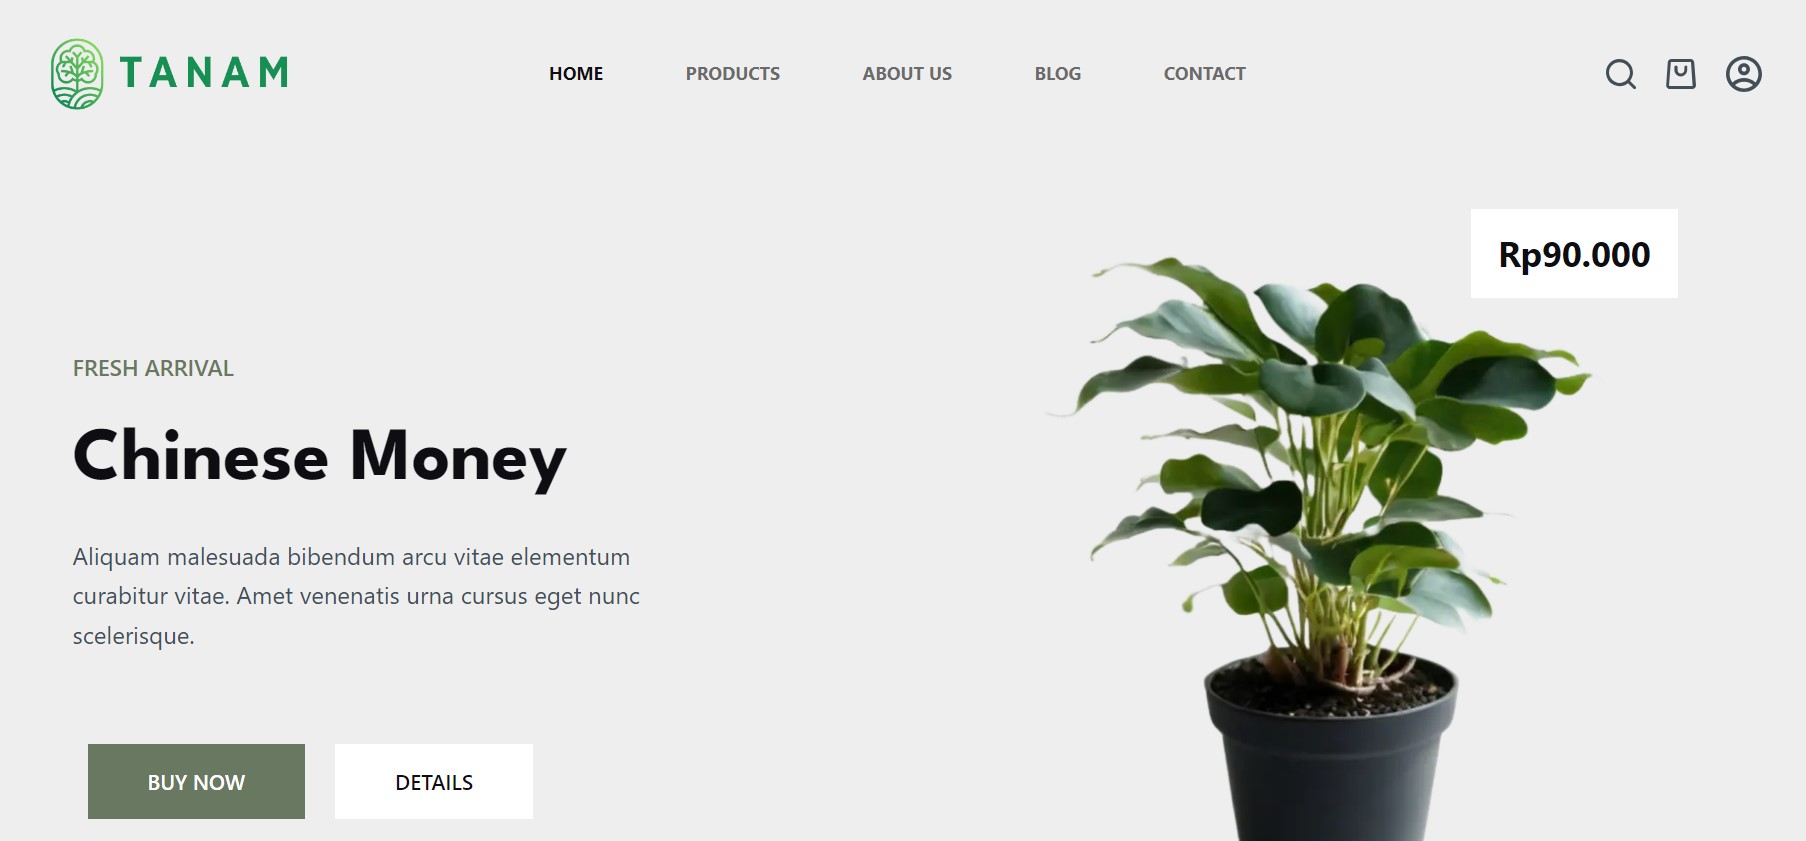 TANAM
HOME
PRODUCTS
ABOUT US
BLOG
CONTACT
Rp90.000
FRESH ARRIVAL
Chinese Money
Aliquam malesuada bibendum arcu vitae elementum
curabitur vitae. Amet venenatis urna cursus eget nunc
scelerisque.
BUY NOW
DETAILS